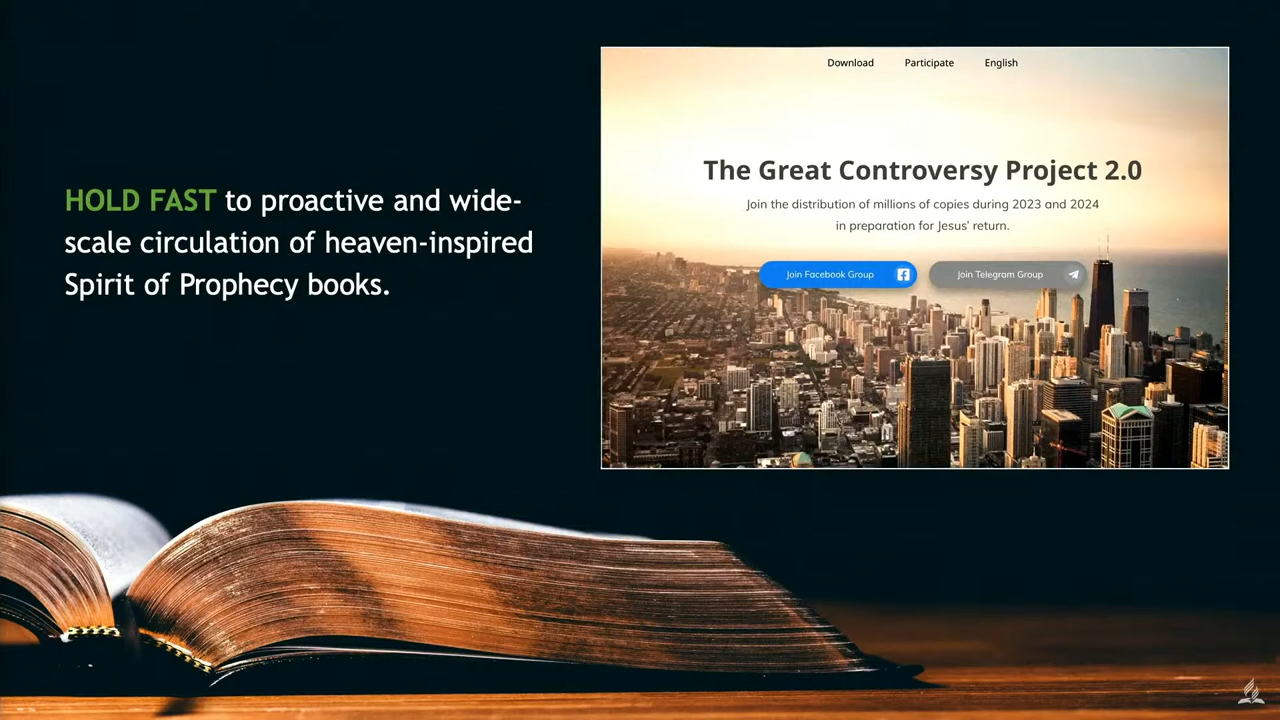 HOLD FAST to proactive and wide-
scale circulation of heaven-inspired
Spirit of Prophecy books.
Download Participate English
The Great Controversy Project 2.0
Join the distribution of millions of copies during 2023 and 2024
in preparation for Jesus' return.
Join Facebook Group Join Telegram Group